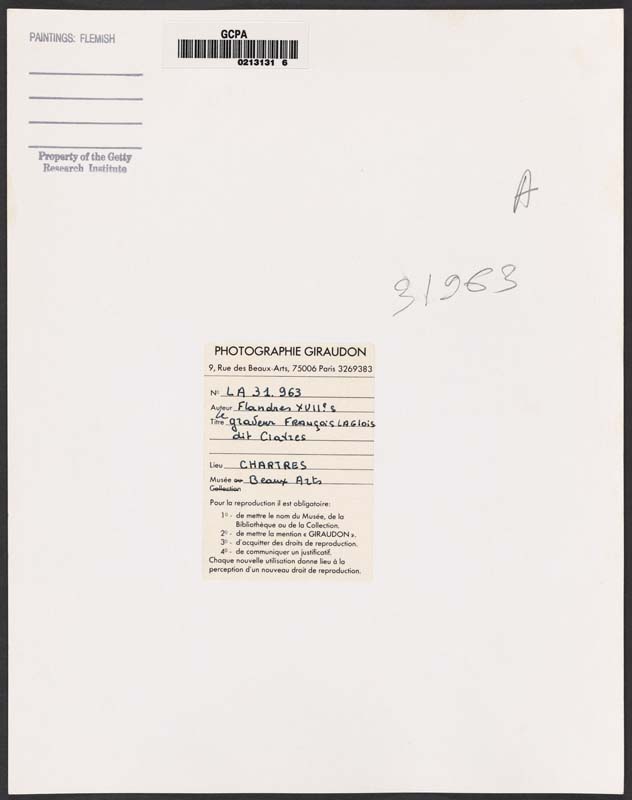 PAINTINGS: FLEMISH
GCPA
0213131 6
Property of the Getty
Research Institute
A
31963
PHOTOGRAPHIE GIRAUDON
9, Rue des Beaux-Arts, 75006 Paris 3269383
N° LA 31.963
Auteur Flandres XVII°s
Titre Le graveur FRANÇOIS LAGLOIS
dit Ciatres
Lieu CHARTRES
Musée ou Beaux Arts
Collection
Pour la reproduction il est obligatoire:
1° - de mettre le nom du Musée, de la
Bibliothèque ou de la Collection.
2° - de mettre la mention « GIRAUDON ».
3° - d'acquitter des droits de reproduction.
4° - de communiquer un justificatif.
Chaque nouvelle utilisation donne lieu à la
perception d'un nouveau droit de reproduction.